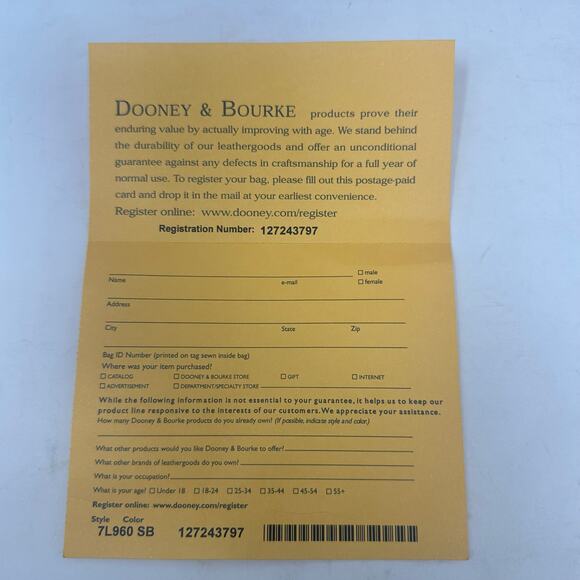 DOONEY & BOURKE products prove their
enduring value by actually improving with age. We stand behind
the durability of our leathergoods and offer an unconditional
guarantee against any defects in craftsmanship for a full year of
normal use. To register your bag, please fill out this postage-paid
card and drop it in the mail at your earliest convenience.
Register online: www.dooney.com/register
Registration Number: 127243797
male
Name e-mail female
Address
City State Zip
Bag ID Number (printed on tag sewn inside bag)
Where was your item purchased?
CATALOG DOONEY & BOURKE STORE GIFT INTERNET
ADVERTISEMENT DEPARTMENT/SPECIALTY STORE
While the following information is not essential to your guarantee, it helps us to keep our
product line responsive to the interests of our customers. We appreciate your assistance.
How many Dooney & Bourke products do you already own? (If possible, indicate style and color.)
What other products would you like Dooney & Bourke to offer?
What other brands of leathergoods do you own?
What is your occupation?
What is your age? Under 18 18-24 25-34 35-44 45-54 55+
Register online: www.dooney.com/register
Style Color
7L960 SB 127243797